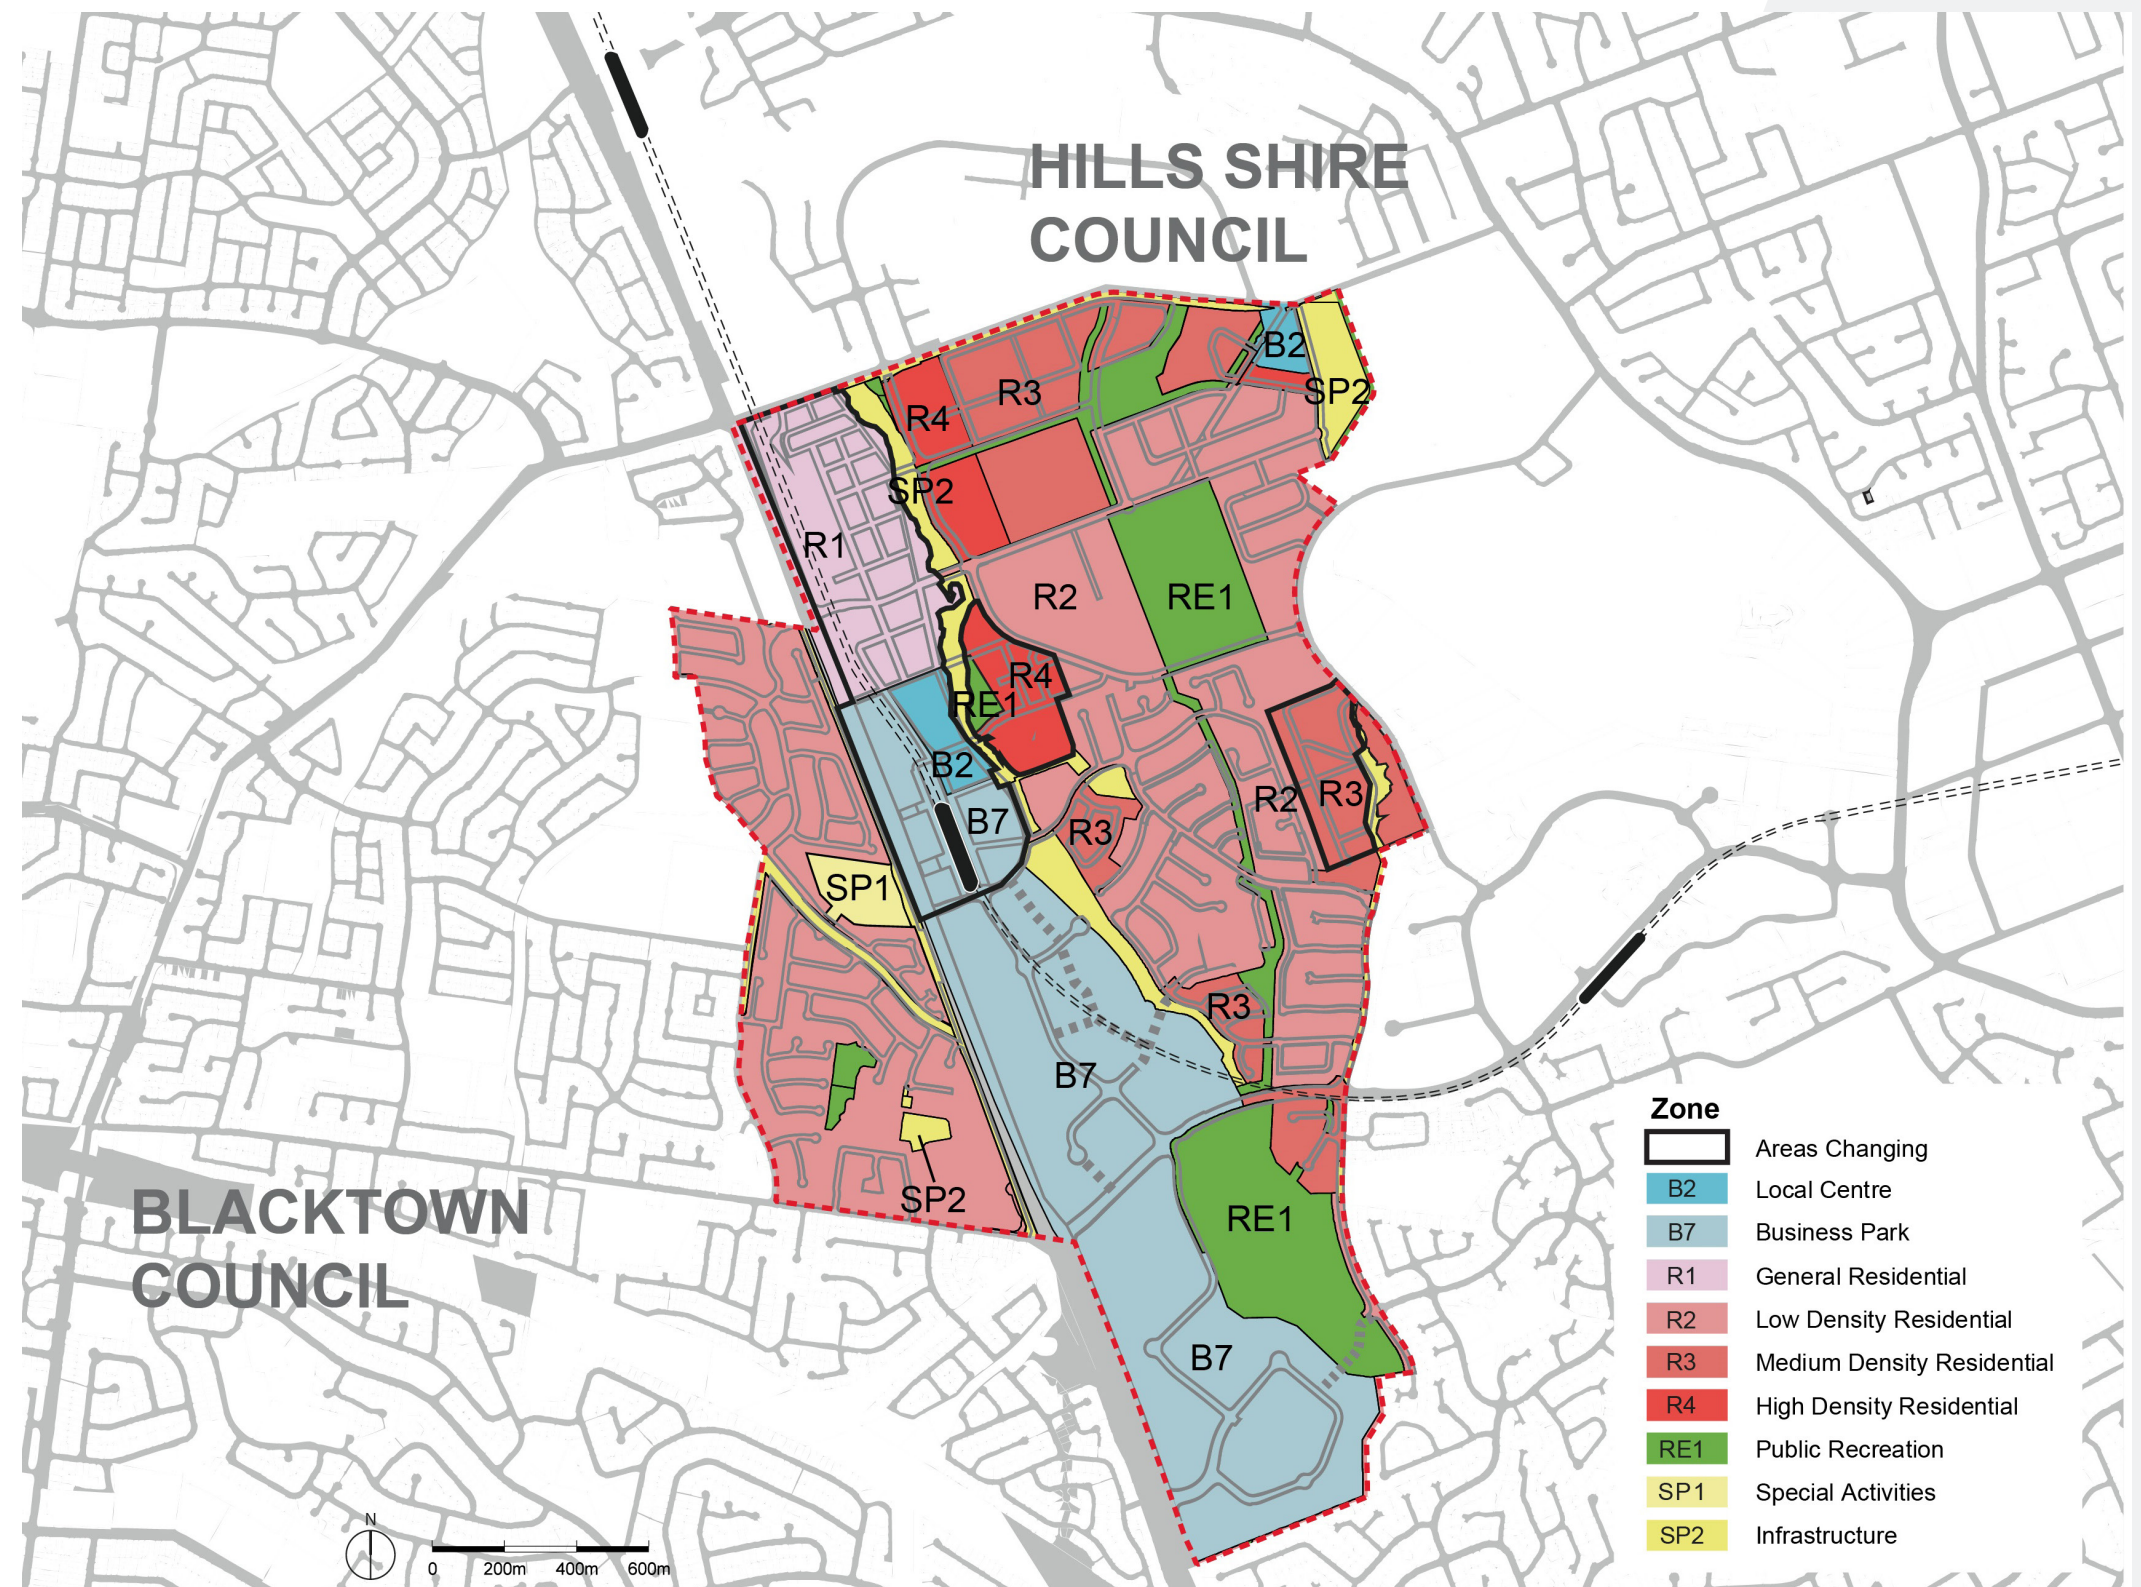 HILLS SHIRE
COUNCIL
B2
SP2
R3
R4
SP2
R1
R2
RE1
R4
RE1
B2
R2
R3
B7
R3
SP1
R3
B7
SP2
RE1
B7
BLACKTOWN
COUNCIL
N
0 200m 400m 600m
Zone
Areas Changing
B2 Local Centre
B7 Business Park
R1 General Residential
R2 Low Density Residential
R3 Medium Density Residential
R4 High Density Residential
RE1 Public Recreation
SP1 Special Activities
SP2 Infrastructure